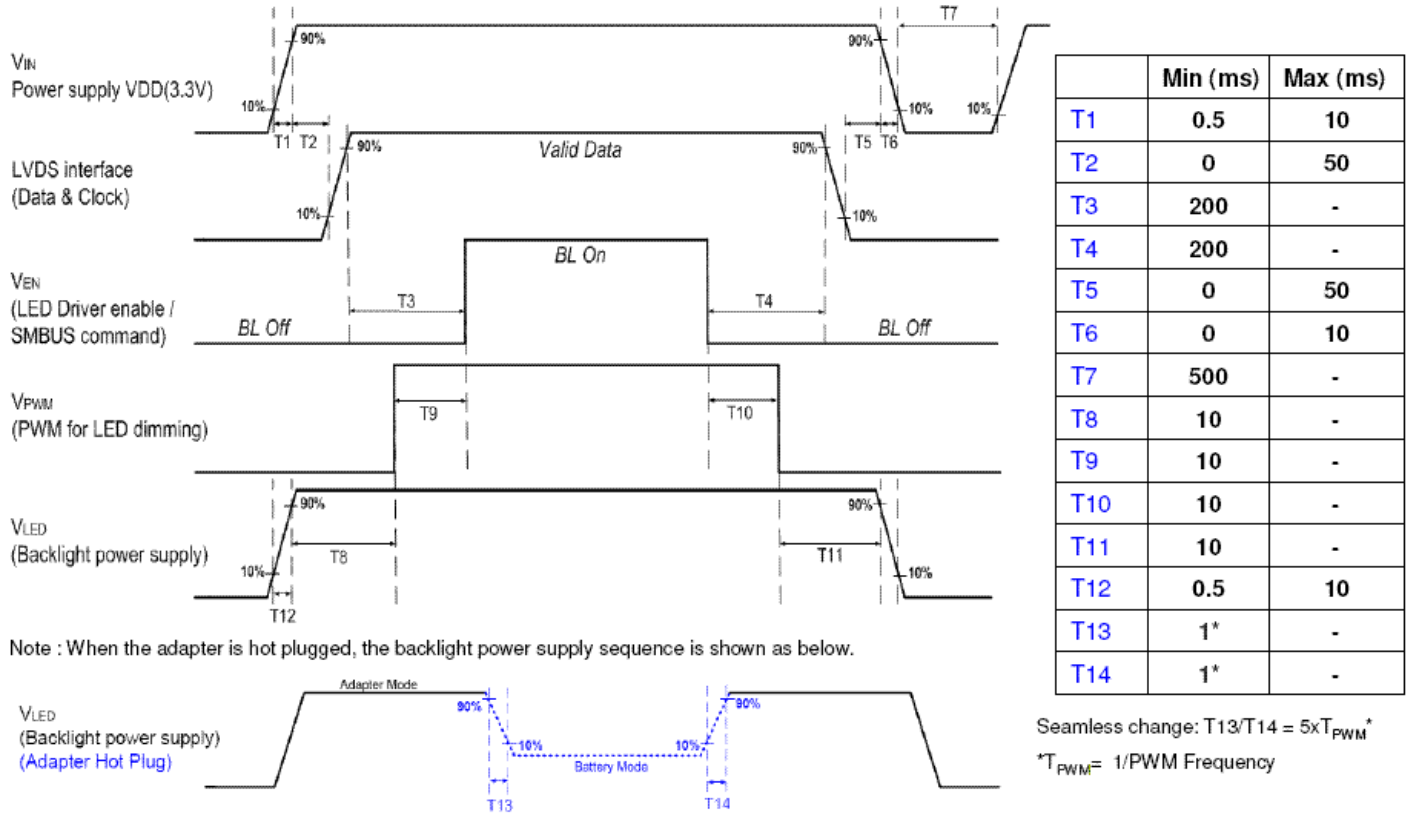 T7
90%
90%
VIN
Power supply VDD(3.3V)
10%
10%
10%
T1 T2
T5 T6
90%
Valid Data
90%
LVDS interface
(Data & Clock)
10%
10%
BL On
VEN
(LED Driver enable /
SMBUS command)
T3
T4
BL Off
BL Off
VPWM
(PWM for LED dimming)
T9
T10
90%
90%
VLED
(Backlight power supply)
T8
T11
10%
10%
T12
Min (ms) Max (ms)
T1 0.5 10
T2 0 50
T3 200 -
T4 200 -
T5 0 50
T6 0 10
T7 500 -
T8 10 -
T9 10 -
T10 10 -
T11 10 -
T12 0.5 10
T13 1* -
T14 1* -
Note : When the adapter is hot plugged, the backlight power supply sequence is shown as below.
Adapter Mode
90%
90%
VLED
(Backlight power supply)
(Adapter Hot Plug)
10%
10%
Battery Mode
T13
T14
Seamless change: T13/T14 = 5xTPWM*
*TPWM= 1/PWM Frequency